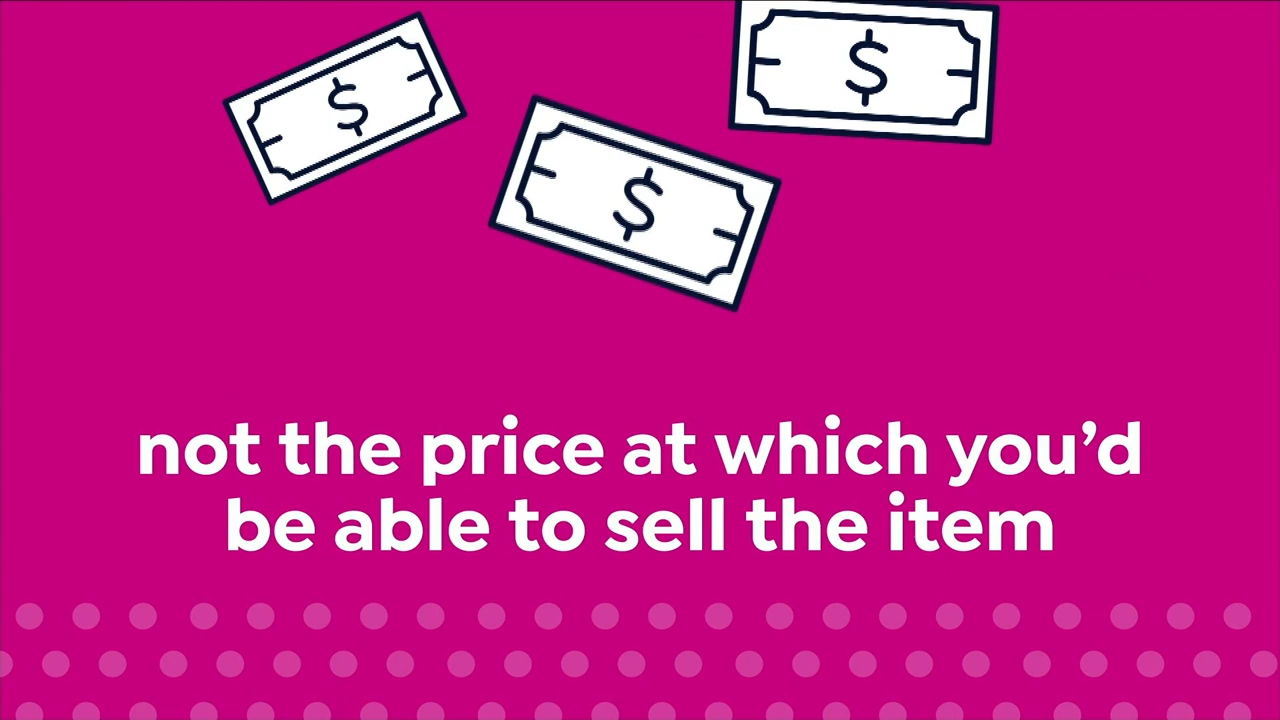 $
$
$
not the price at which you’d
be able to sell the item